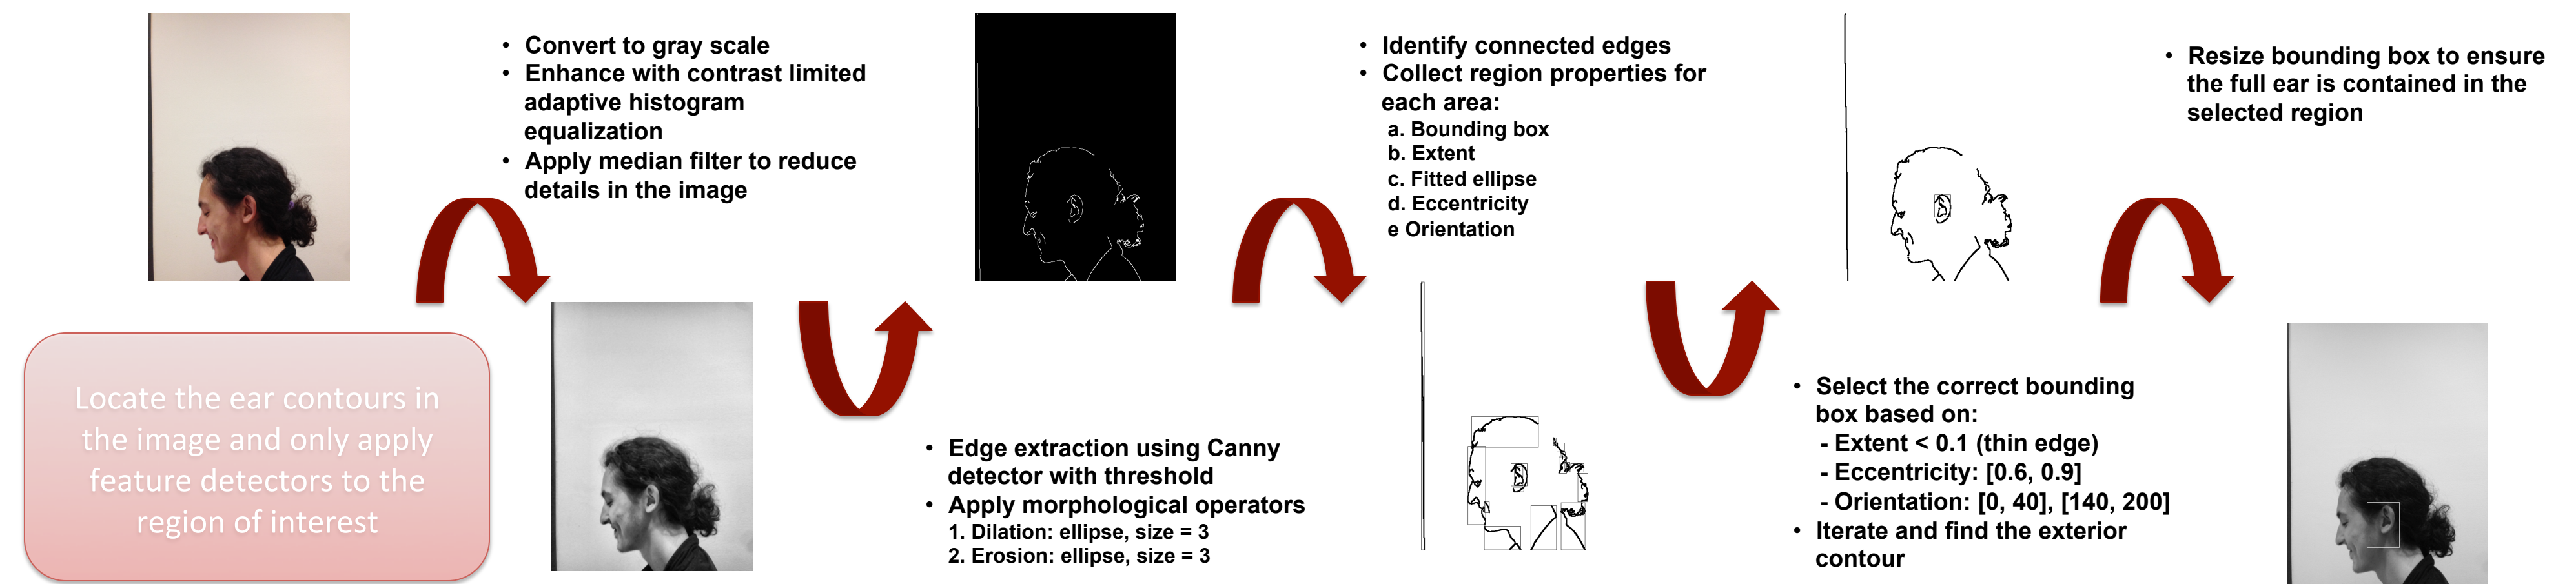 • Convert to gray scale
• Enhance with contrast limited
adaptive histogram
equalization
• Apply median filter to reduce
details in the image
Locate the ear contours in
the image and only apply
feature detectors to the
region of interest
• Edge extraction using Canny
detector with threshold
• Apply morphological operators
1. Dilation: ellipse, size = 3
2. Erosion: ellipse, size = 3
• Identify connected edges
• Collect region properties for
each area:
a. Bounding box
b. Extent
c. Fitted ellipse
d. Eccentricity
e Orientation
• Select the correct bounding
box based on:
- Extent < 0.1 (thin edge)
- Eccentricity: [0.6, 0.9]
- Orientation: [0, 40], [140, 200]
• Iterate and find the exterior
contour
• Resize bounding box to ensure
the full ear is contained in the
selected region